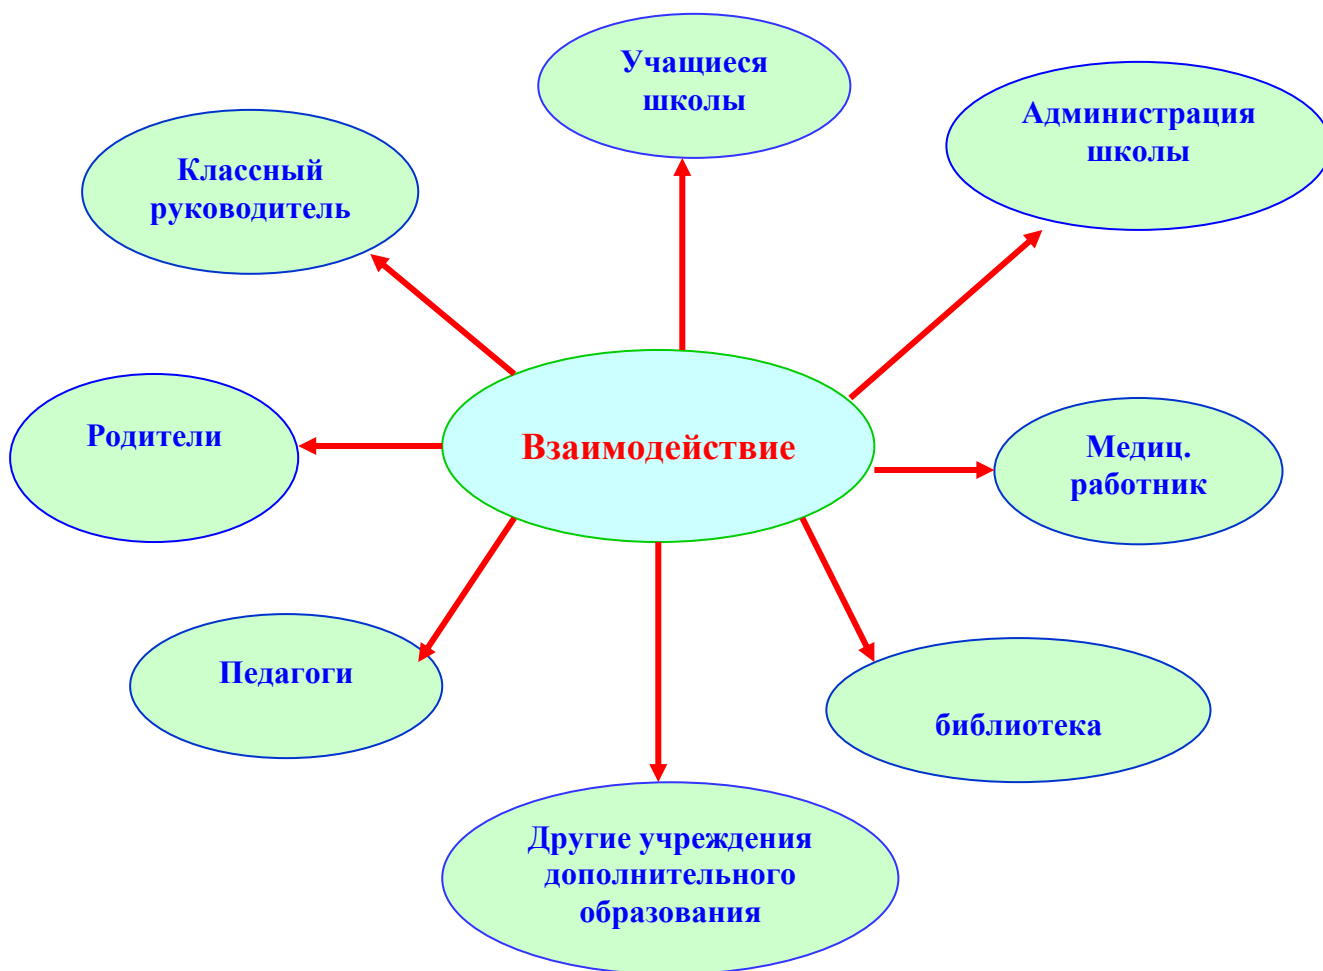 Учащиеся
школы
Администрация
школы
Классный
руководитель
Родители
Взаимодействие
Медиц.
работник
Педагоги
библиотека
Другие учреждения
дополнительного
образования